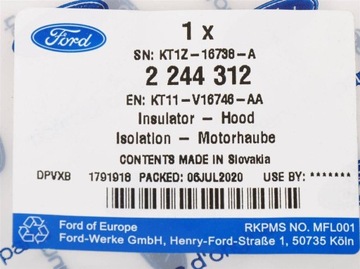 Ford
1 x
SN: KT1Z-16738-A
2 244 312
EN: KT11-V16746-AA
Insulator - Hood
Isolation - Motorhaube
CONTENTS MADE IN Slovakia
DPVXB 1791916 PACKED: 06JUL2020 USE BY: *******
Ford of Europe RKPMS NO. MFL001
Ford-Werke GmbH, Henry-Ford-Straße 1, 50735 Köln